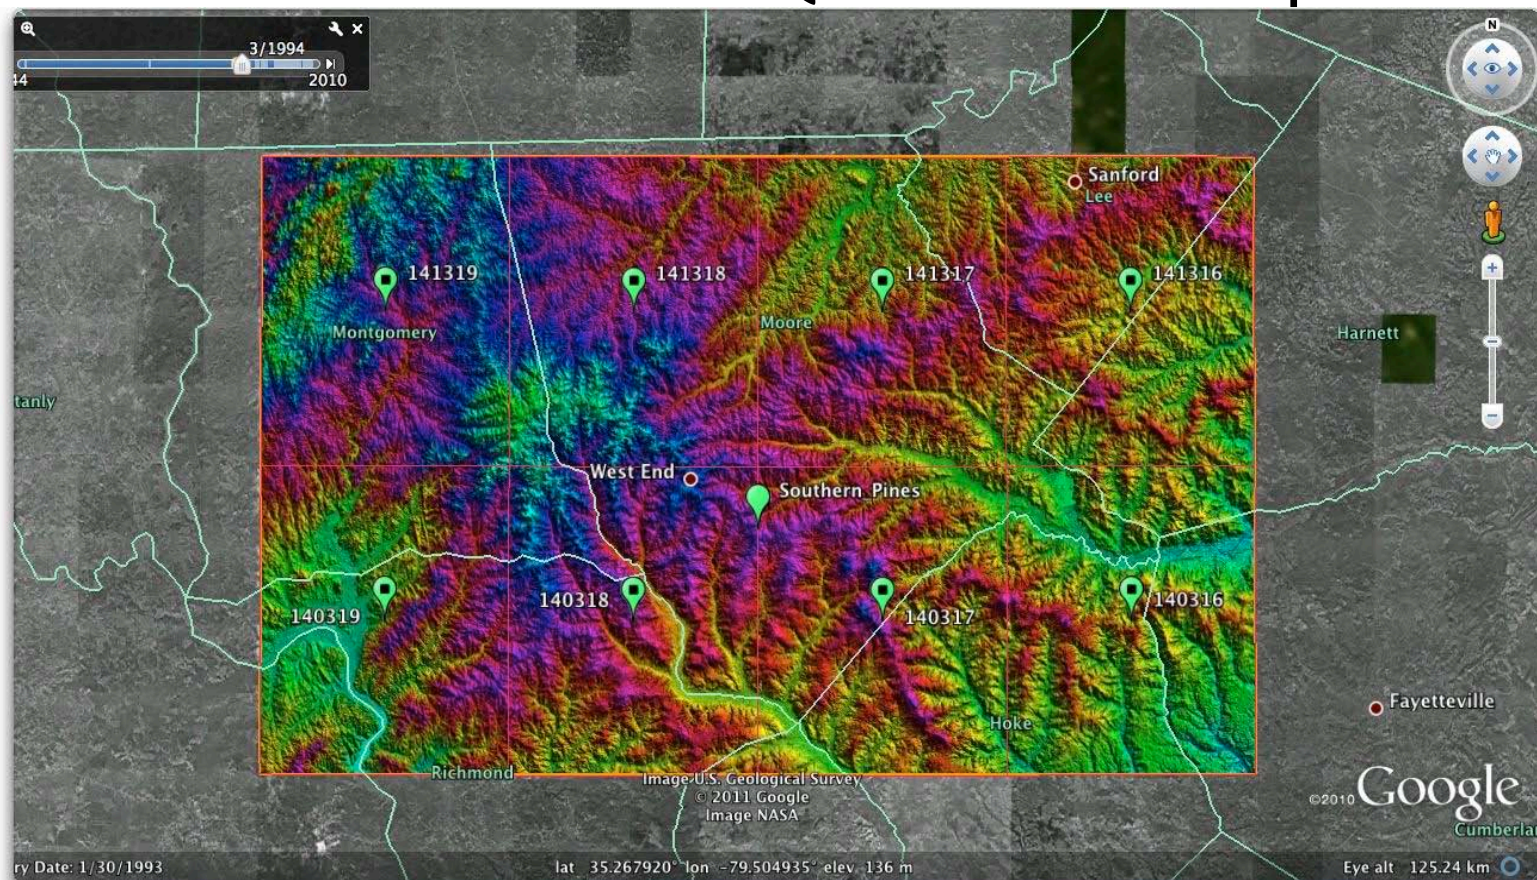 3/1994
44
2010
N
Sanford
Lee
141319
141318
141317
141316
Montgomery
Moore
Harnett
tanly
West End
Southern_Pines
140319
140318
140317
140316
Fayetteville
Hoke
Richmond
Image U.S. Geological Survey
© 2011 Google
Image NASA
©2010 Google
Cumberla
ry Date: 1/30/1993
lat 35.267920° lon -79.504935° elev 136 m
Eye alt 125.24 km